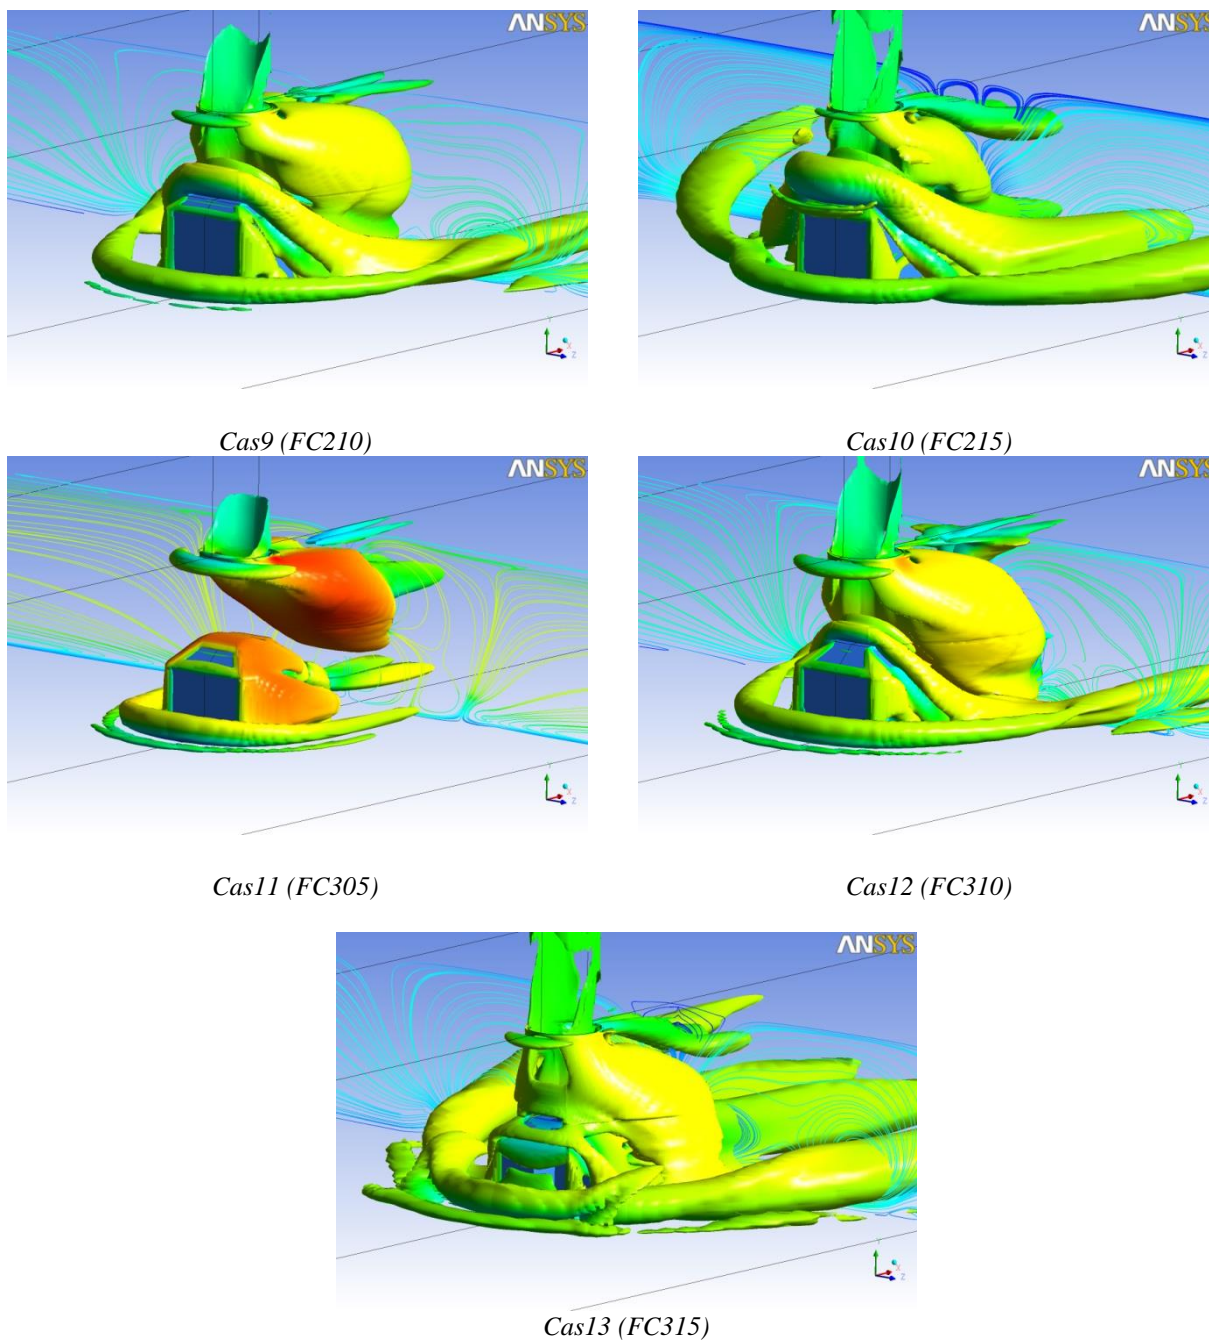 ANSYS
ANSYS
Y
X
Z
Y
X
Z
Cas9 (FC210)
Cas10 (FC215)
ANSYS
ANSYS
Y
X
Z
Y
X
Z
Cas11 (FC305)
Cas12 (FC310)
ANSYS
Y
X
Z
Cas13 (FC315)